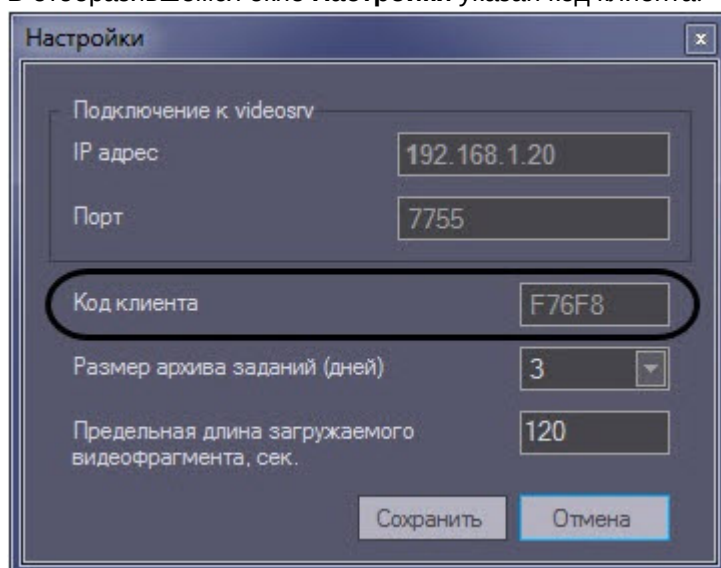 Настройки
Подключение к videosrv
IP адрес 192.168.1.20
Порт 7755
Код клиента F76F8
Размер архива заданий (дней) 3
Предельная длина загружаемого 120
видеофрагмента, сек.
Сохранить Отмена